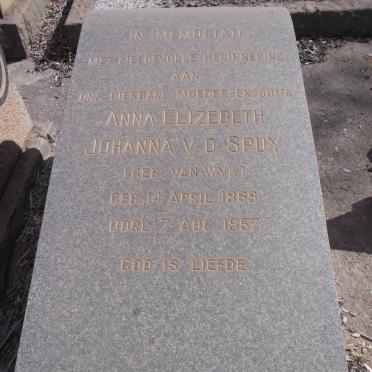 IN MEMORIAM
MET LIEFDEVOLLE HERINNERING
AAN
ONS DIERBARE MOEDER EN OUMA
ANNA ELIZEBETH
JOHANNA V. D. SPUY
(GEB. VAN WYK)
GEB. 14 APRIL 1869
OORL. 7 AUG. 1957
GOD IS LIEFDE.